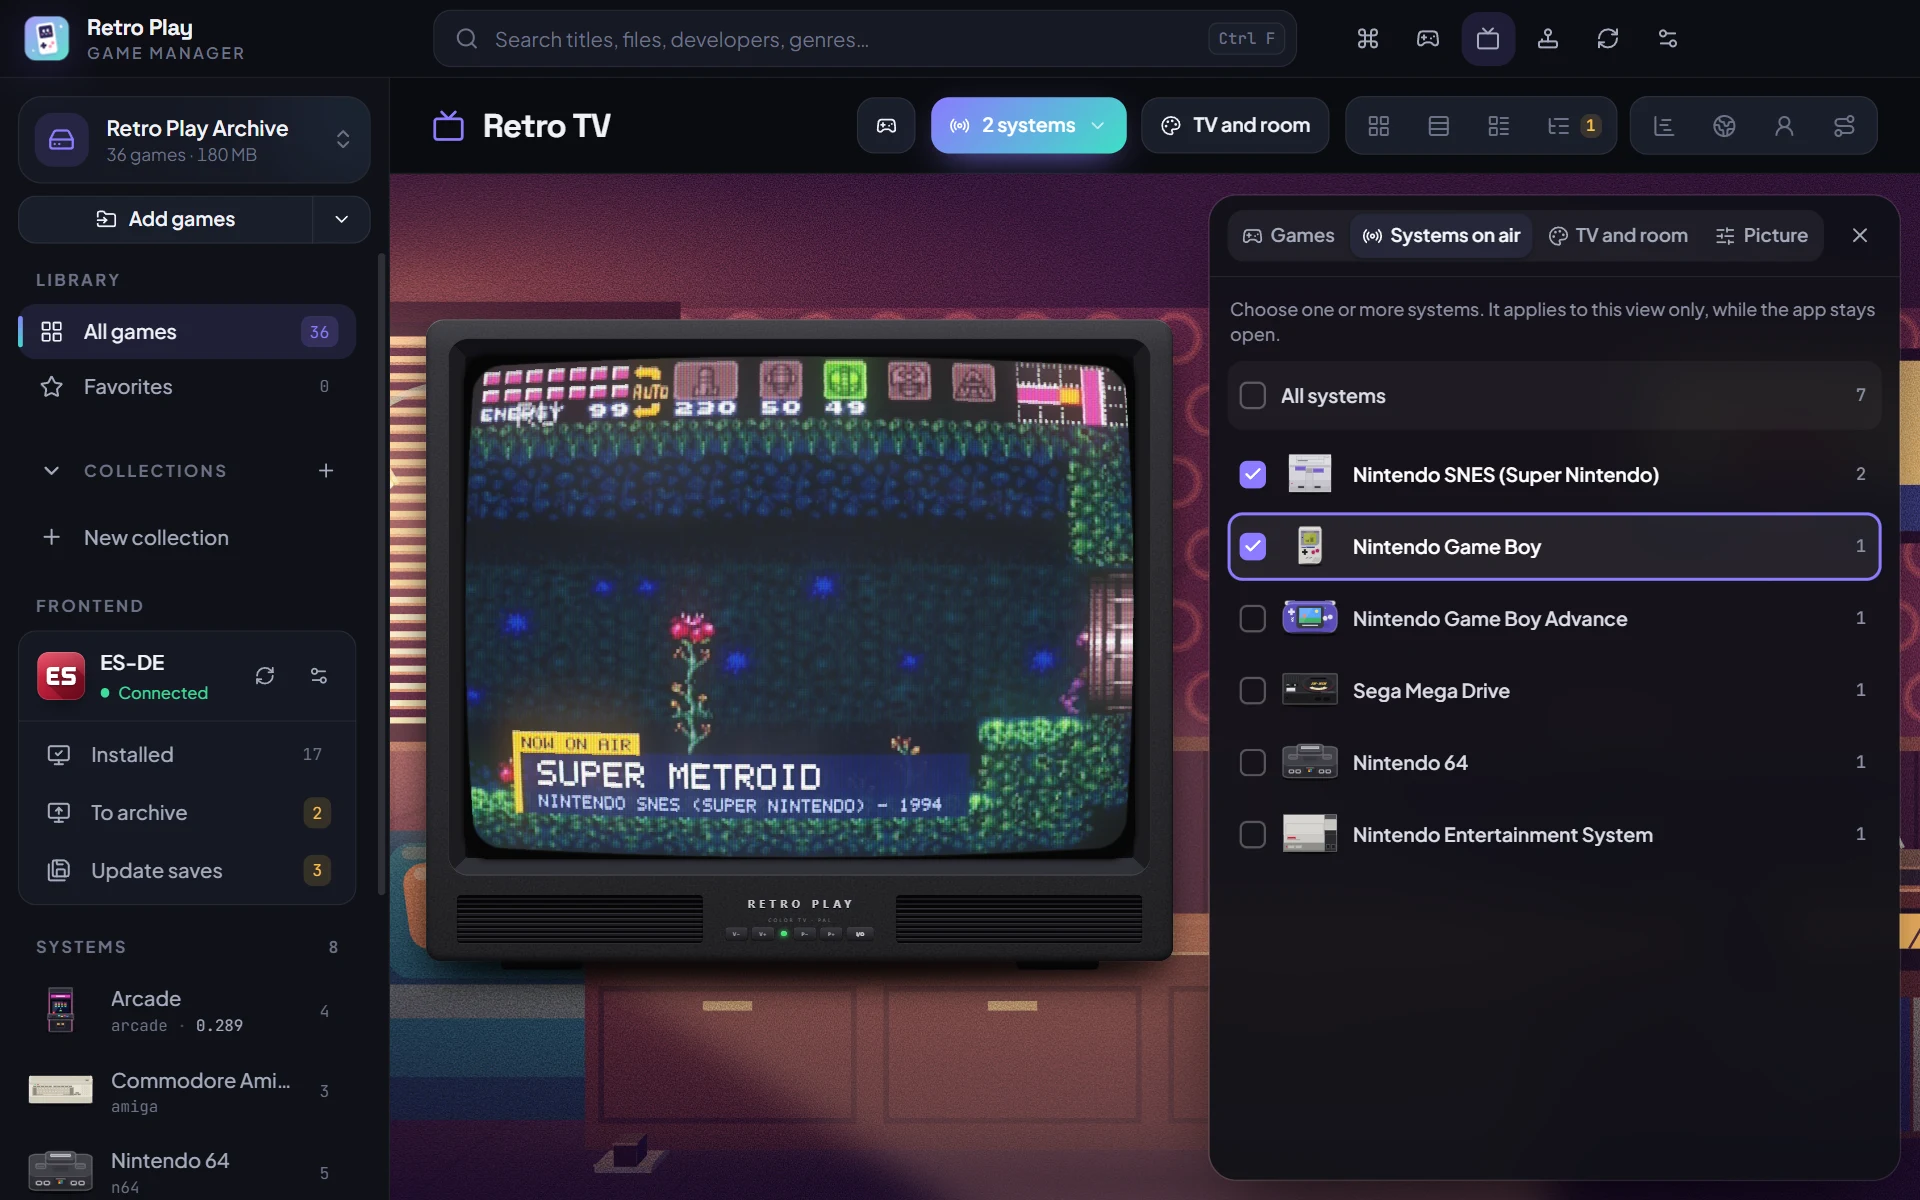 Retro Play
GAME MANAGER
Search titles, files, developers, genres...
Ctrl F
Retro Play Archive
36 games · 180 MB
Add games
LIBRARY
All games
36
Favorites
0
COLLECTIONS
New collection
FRONTEND
ES
ES-DE
Connected
Installed
17
To archive
2
Update saves
3
SYSTEMS
8
Arcade
arcade · 0.289
4
Commodore Ami...
amiga
3
Nintendo 64
n64
5
Retro TV
2 systems
TV and room
1
ENERGY
99
AUTO
230
50
49
NOW ON AIR
SUPER METROID
NINTENDO SNES (SUPER NINTENDO) - 1994
RETRO PLAY
COLOR TV · PAL
V-
V+
P-
P+
I/O
Games
Systems on air
TV and room
Picture
Choose one or more systems. It applies to this view only, while the app stays
open.
All systems
7
Nintendo SNES (Super Nintendo)
2
Nintendo Game Boy
1
Nintendo Game Boy Advance
1
Sega Mega Drive
1
Nintendo 64
1
Nintendo Entertainment System
1